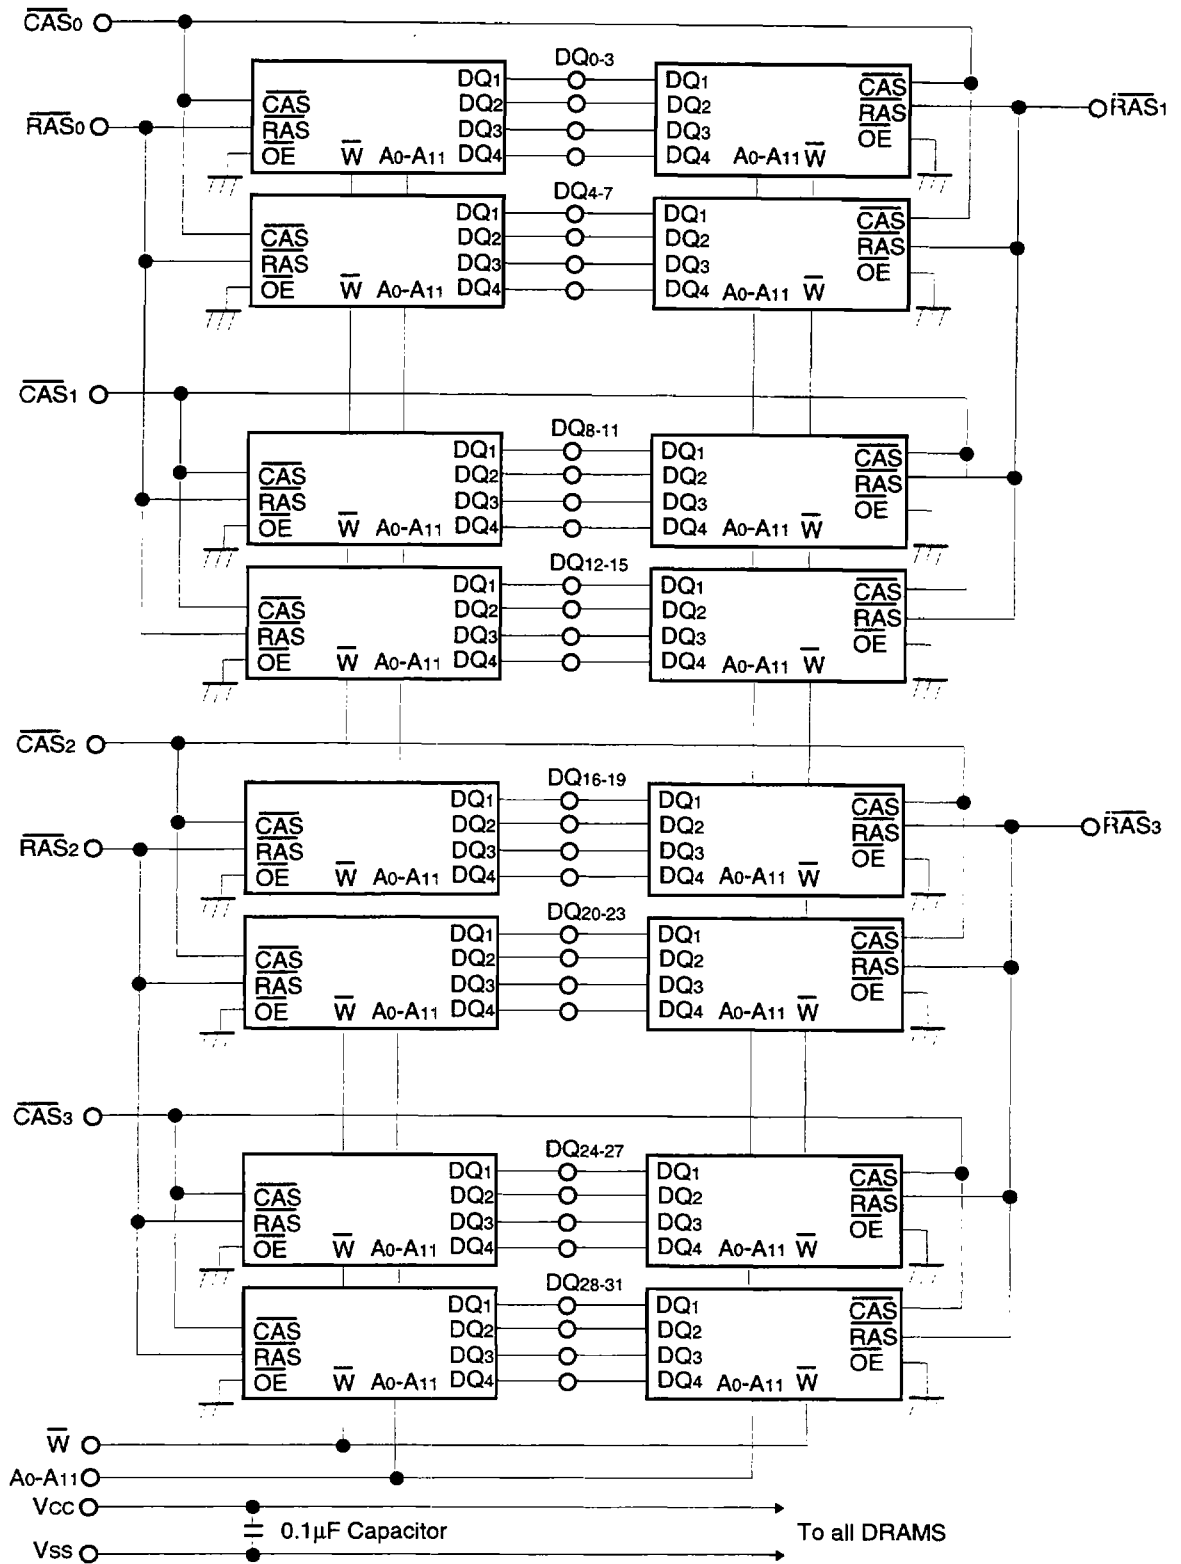 CAS0
DQ0-3
DQ1 DQ1
CAS DQ2 DQ2 CAS
RAS0 RAS DQ3 DQ3 RAS RAS1
OE W A0-A11 DQ4 DQ4 A0-A11 W OE
DQ4-7
DQ1 DQ1 CAS
CAS DQ2 DQ2 RAS
RAS DQ3 DQ3 OE
OE W A0-A11 DQ4 DQ4 A0-A11 W
CAS1
DQ8-11
DQ1 DQ1 CAS
CAS DQ2 DQ2 RAS
RAS DQ3 DQ3 OE
OE W A0-A11 DQ4 DQ4 A0-A11 W
DQ12-15
DQ1 DQ1 CAS
CAS DQ2 DQ2 RAS
RAS DQ3 DQ3 OE
OE W A0-A11 DQ4 DQ4 A0-A11 W
CAS2
DQ16-19
DQ1 DQ1 CAS
CAS DQ2 DQ2 RAS RAS3
RAS2 RAS DQ3 DQ3 OE
OE W A0-A11 DQ4 DQ4 A0-A11 W
DQ20-23
DQ1 DQ1 CAS
CAS DQ2 DQ2 RAS
RAS DQ3 DQ3 OE
OE W A0-A11 DQ4 DQ4 A0-A11 W
CAS3
DQ24-27
DQ1 DQ1 CAS
CAS DQ2 DQ2 RAS
RAS DQ3 DQ3 OE
OE W A0-A11 DQ4 DQ4 A0-A11 W
DQ28-31
DQ1 DQ1 CAS
CAS DQ2 DQ2 RAS
RAS DQ3 DQ3 OE
OE W A0-A11 DQ4 DQ4 A0-A11 W
W
A0-A11
Vcc
0.1µF Capacitor To all DRAMS
Vss